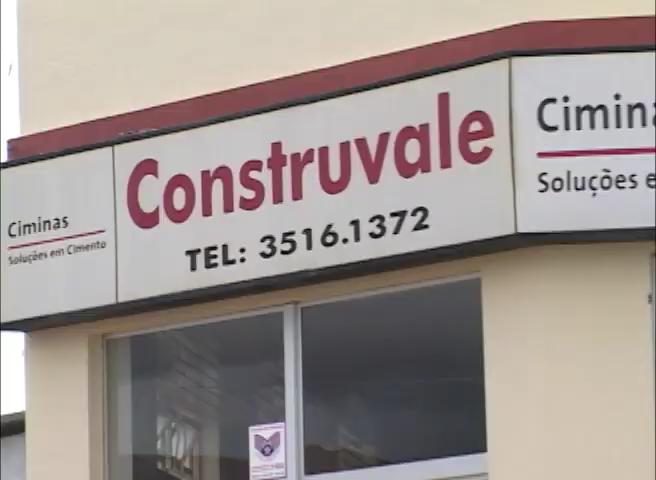 Ciminas
Soluções em Cimento
Construvale
TEL: 3516.1372
Cimina
Soluções e